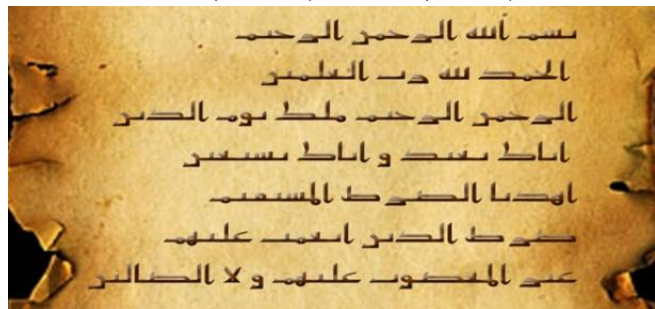 بسم الله الرحمن الرحيم
الحمد لله رب العلمين
الرحمن الرحيم ملك يوم الدين
اياك نعبد و اياك نستعين
اهدنا الصرط المستقيم
صرط الذين انعمت عليهم
غير المغضوب عليهم و لا الضالين